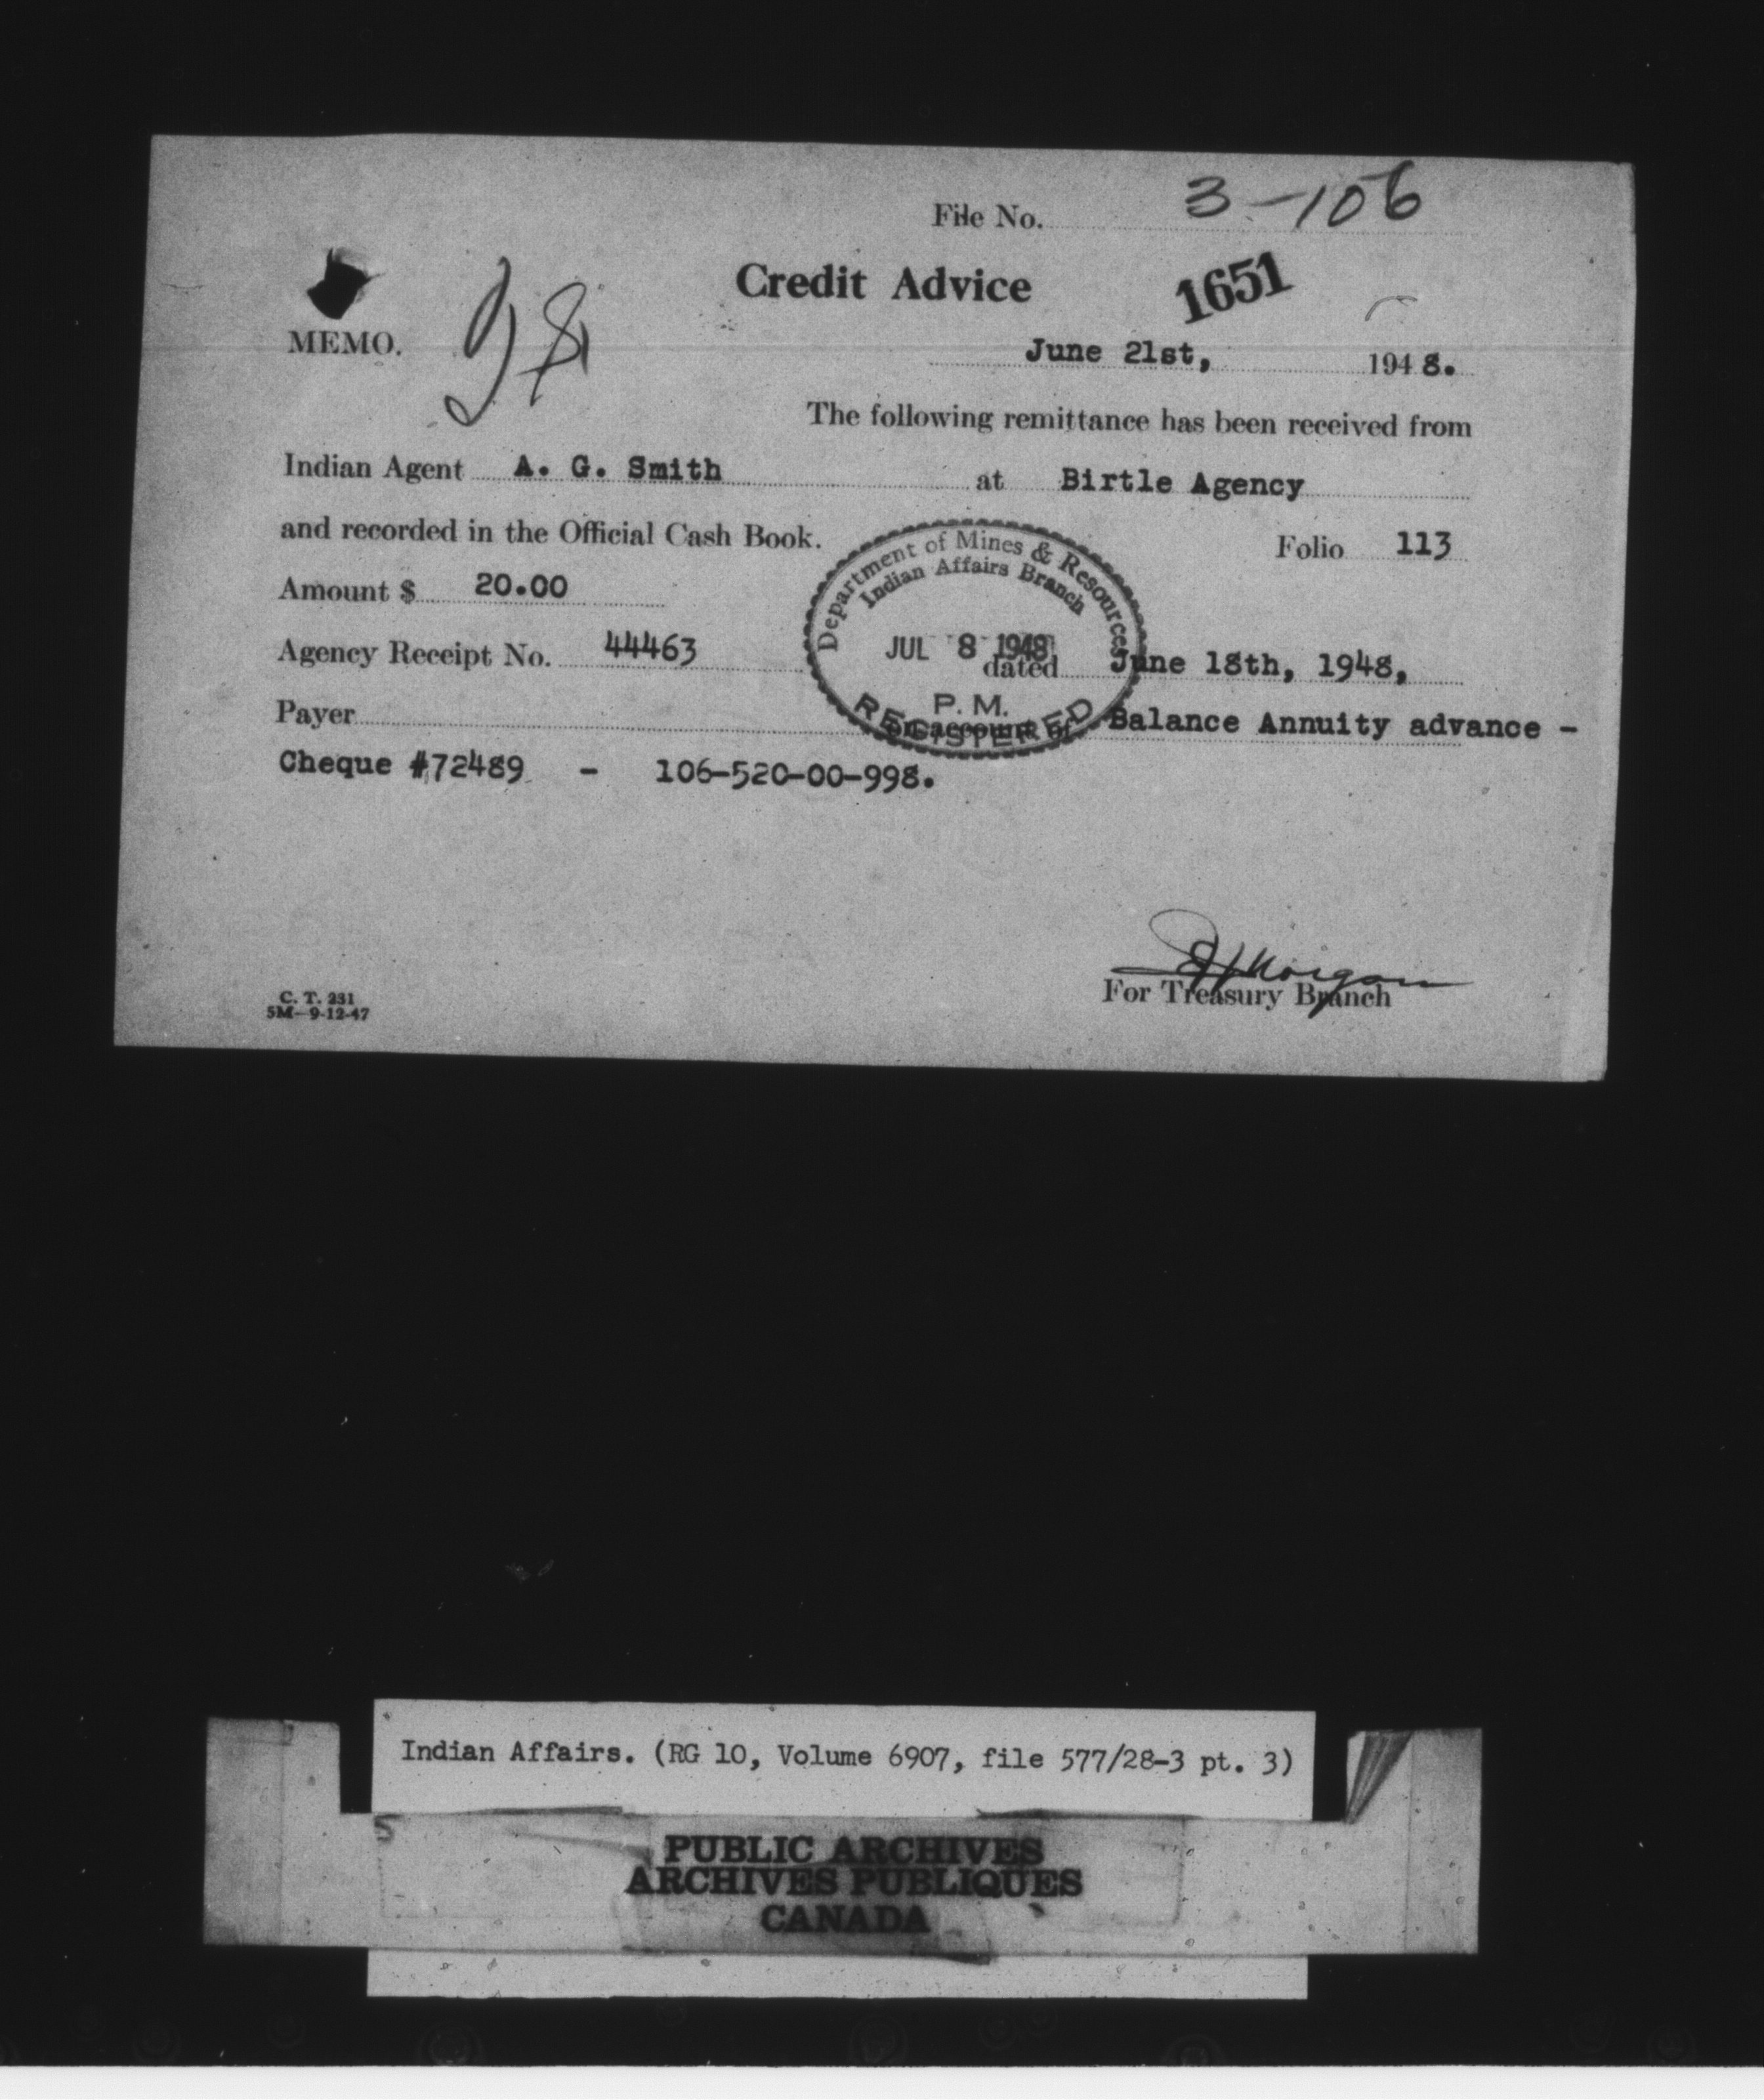 File No. 3-106
Credit Advice 1651
MEMO.
June 21st, 1948.
The following remittance has been received from
Indian Agent A. G. Smith at Birtle Agency
and recorded in the Official Cash Book. Folio 113
Amount $ 20.00
Department of Mines & Resources
Indian Affairs Branch
JUL 8 1948
P. M.
REGISTERED
Agency Receipt No. 44463 dated June 18th, 1948,
Payer on account of Balance Annuity advance -
Cheque #72489 - 106-520-00-998.
Morgan
For Treasury Branch
C. T. 231
5M-9-12-47
Indian Affairs. (RG 10, Volume 6907, file 577/28-3 pt. 3)
PUBLIC ARCHIVES
ARCHIVES PUBLIQUES
CANADA